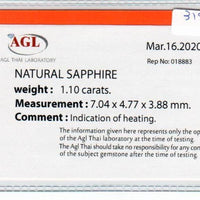 AGL
AGL THAI LABORATORY
Mar.16.2020
Rep No: 018883
NATURAL SAPPHIRE
weight : 1.10 carats.
Measurement : 7.04 x 4.77 x 3.88 mm.
Comment : Indication of heating.
The information given here represents only the op
of the Agl Thai laboratory at the time of exa
The Agl Thai should take no responsibility for any con
of the subject gemstone after the time of testing.